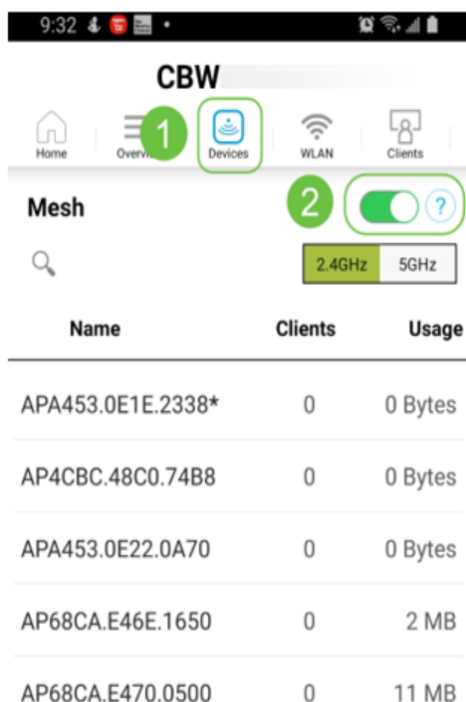 9:32
CBW
1
Home
Overvi
Devices
WLAN
Clients
Mesh
2
?
2.4GHz 5GHz
Name Clients Usage
APA453.0E1E.2338* 0 0 Bytes
AP4CBC.48C0.74B8 0 0 Bytes
APA453.0E22.0A70 0 0 Bytes
AP68CA.E46E.1650 0 2 MB
AP68CA.E470.0500 0 11 MB